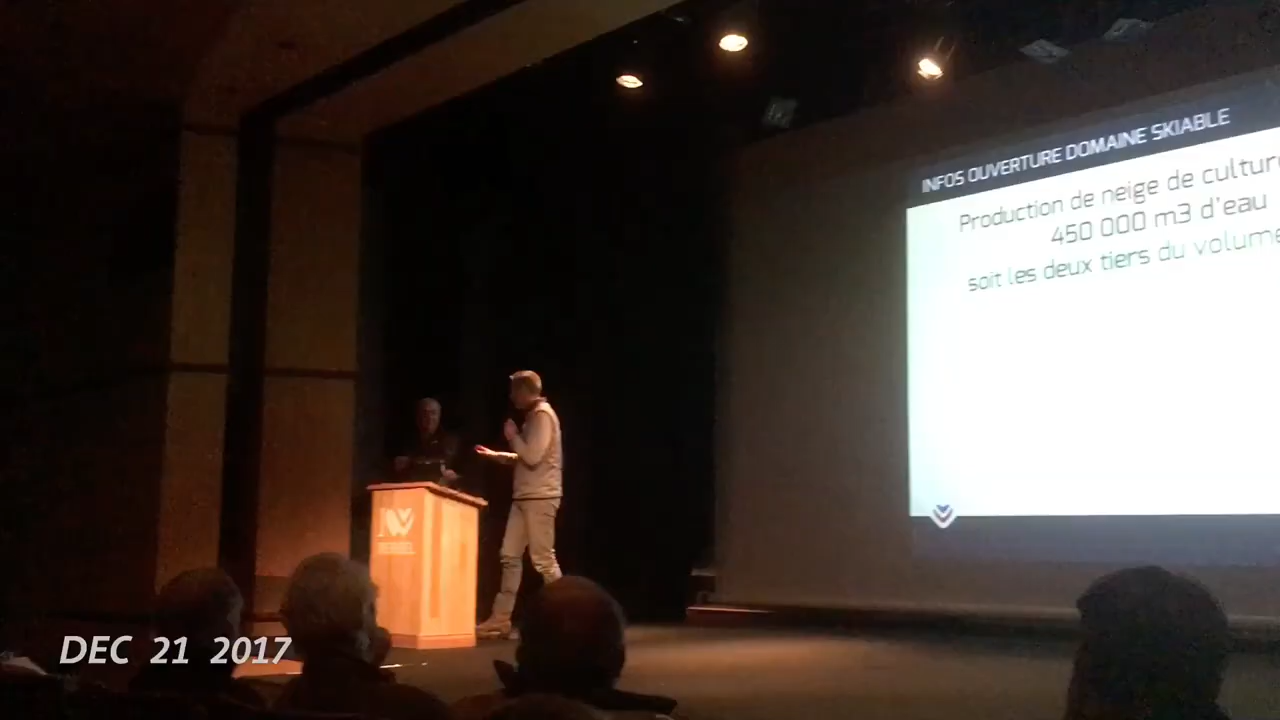 INFOS OUVERTURE DOMAINE SKIABLE
Production de neige de cultur
450 000 m3 d'eau
soit les deux tiers du volume
MERIBEL
DEC 21 2017